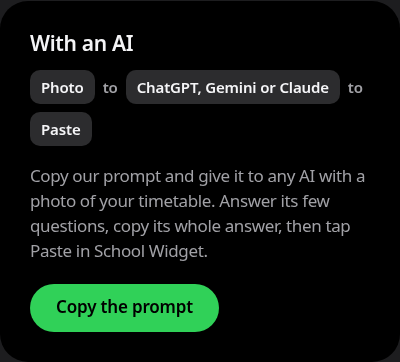 With an AI
Photo to ChatGPT, Gemini or Claude to
Paste
Copy our prompt and give it to any AI with a
photo of your timetable. Answer its few
questions, copy its whole answer, then tap
Paste in School Widget.
Copy the prompt